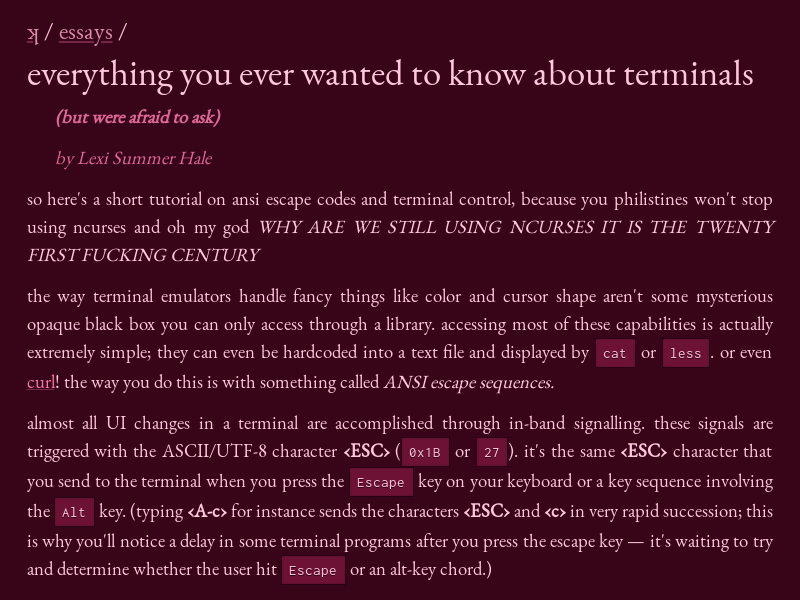 ʞ / essays /
everything you ever wanted to know about terminals
(but were afraid to ask)
by Lexi Summer Hale
so here's a short tutorial on ansi escape codes and terminal control, because you philistines won't stop
using ncurses and oh my god WHY ARE WE STILL USING NCURSES IT IS THE TWENTY
FIRST FUCKING CENTURY
the way terminal emulators handle fancy things like color and cursor shape aren't some mysterious
opaque black box you can only access through a library. accessing most of these capabilities is actually
extremely simple; they can even be hardcoded into a text file and displayed by cat or less. or even
curl! the way you do this is with something called ANSI escape sequences.
almost all UI changes in a terminal are accomplished through in-band signalling. these signals are
triggered with the ASCII/UTF-8 character ‹ESC› (0x1B or 27). it's the same ‹ESC› character that
you send to the terminal when you press the Escape key on your keyboard or a key sequence involving
the Alt key. (typing ‹A-c› for instance sends the characters ‹ESC› and ‹c› in very rapid succession; this
is why you'll notice a delay in some terminal programs after you press the escape key — it's waiting to try
and determine whether the user hit Escape or an alt-key chord.)